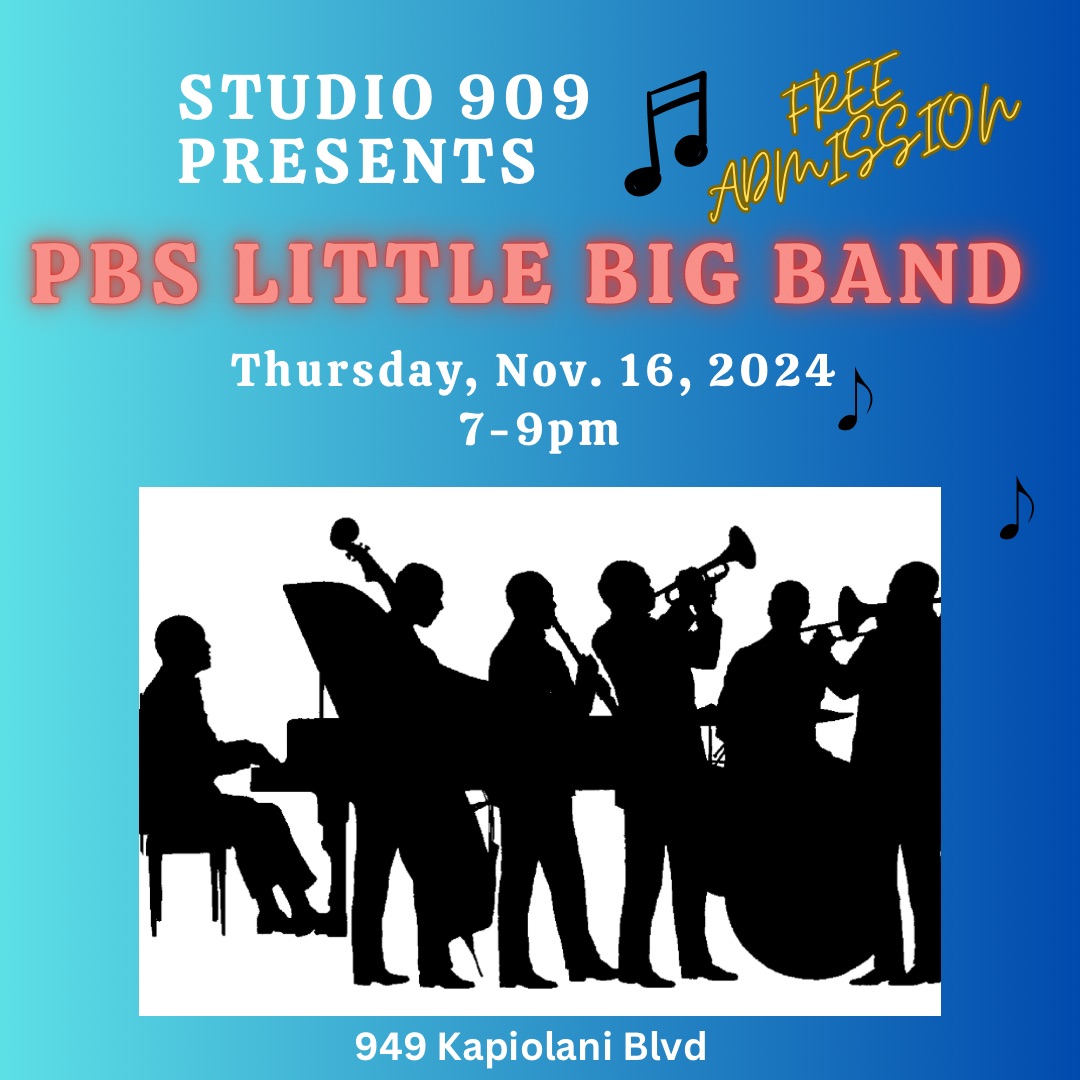 STUDIO 909
PRESENTS
FREE
ADMISSION
PBS LITTLE BIG BAND
Thursday, Nov. 16, 2024
7-9pm
949 Kapiolani Blvd